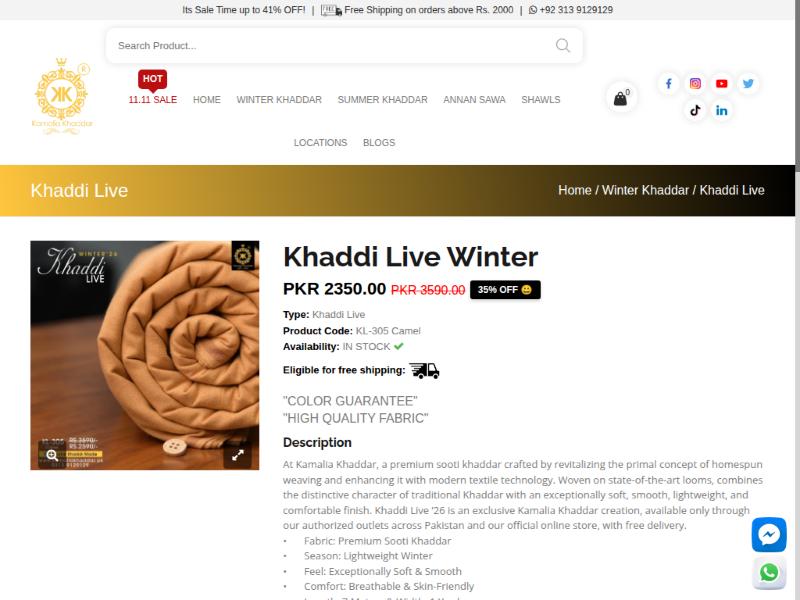 Its Sale Time up to 41% OFF! | FREE Free Shipping on orders above Rs. 2000 | +92 313 9129129
Search Product...
HOT
R
KK
Kamalia Khaddar
0
11.11 SALE HOME WINTER KHADDAR SUMMER KHADDAR ANNAN SAWA SHAWLS
LOCATIONS BLOGS
Khaddi Live
Home / Winter Khaddar / Khaddi Live
WINTER'26
Khaddi
LIVE
Khaddi Live Winter
PKR 2350.00 PKR 3590.00 35% OFF 😀
Type: Khaddi Live
Product Code: KL-305 Camel
Availability: IN STOCK
Eligible for free shipping:
"COLOR GUARANTEE"
"HIGH QUALITY FABRIC"
Description
At Kamalia Khaddar, a premium sooti khaddar crafted by revitalizing the primal concept of homespun
weaving and enhancing it with modern textile technology. Woven on state-of-the-art looms, combines
the distinctive character of traditional Khaddar with an exceptionally soft, smooth, lightweight, and
comfortable finish. Khaddi Live ’26 is an exclusive Kamalia Khaddar creation, available only through
our authorized outlets across Pakistan and our official online store, with free delivery.
• Fabric: Premium Sooti Khaddar
• Season: Lightweight Winter
• Feel: Exceptionally Soft & Smooth
• Comfort: Breathable & Skin-Friendly